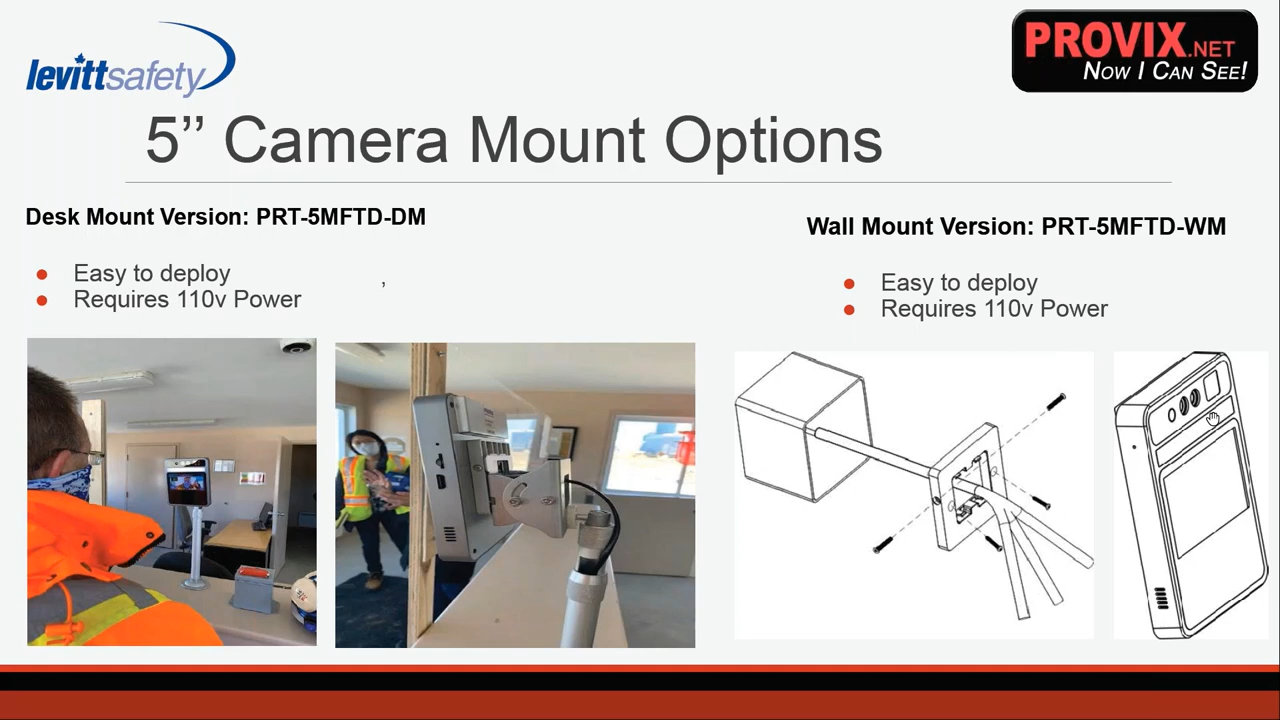 levittsafety
PROVIX.NET
NOW I CAN SEE!
5’’ Camera Mount Options
Desk Mount Version: PRT-5MFTD-DM
Easy to deploy
,
Requires 110v Power
Wall Mount Version: PRT-5MFTD-WM
Easy to deploy
Requires 110v Power